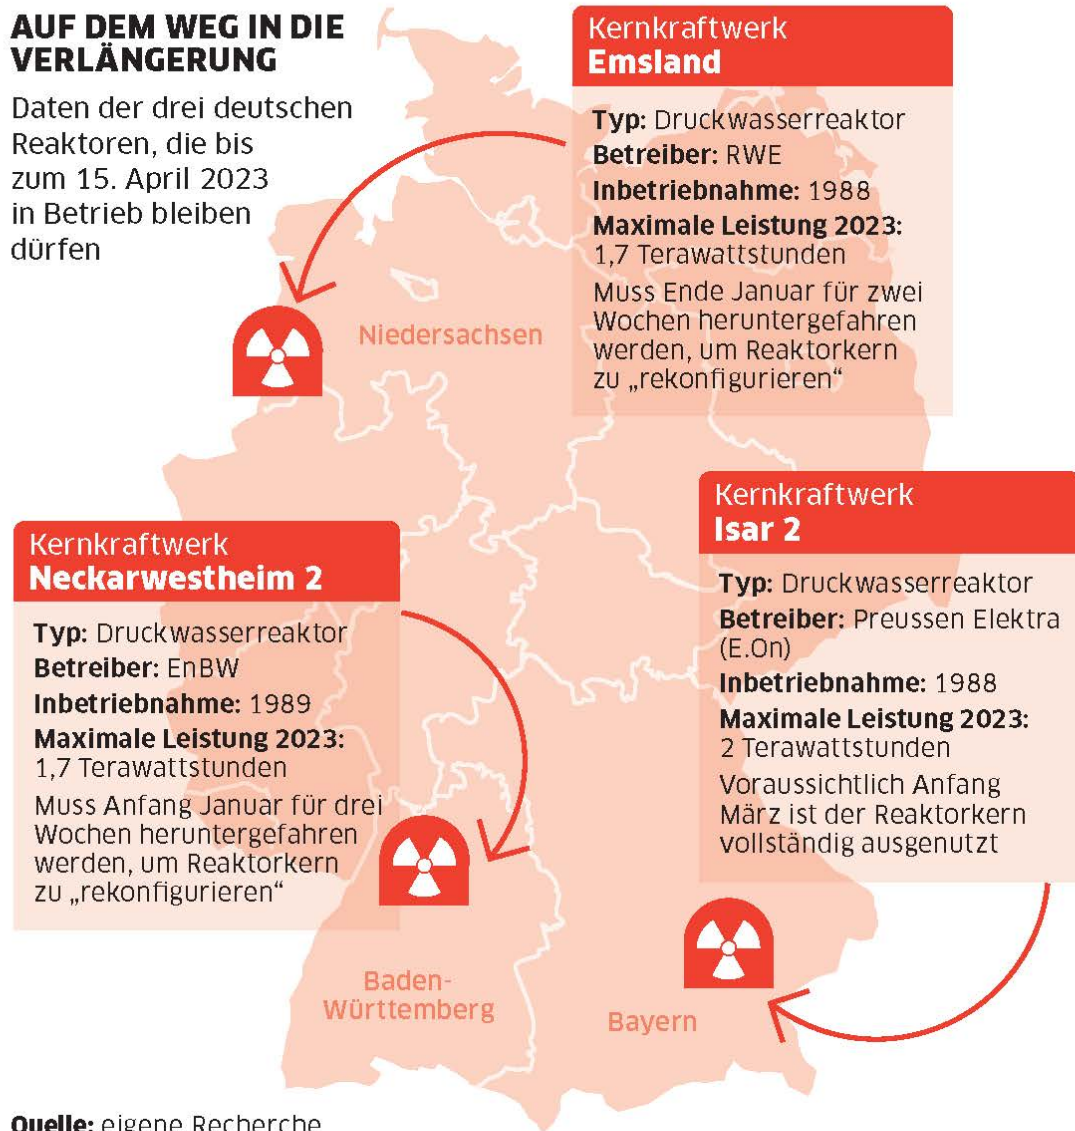 AUF DEM WEG IN DIE
VERLÄNGERUNG
Daten der drei deutschen
Reaktoren, die bis
zum 15. April 2023
in Betrieb bleiben
dürfen
Kernkraftwerk
Emsland
Typ: Druckwasserreaktor
Betreiber: RWE
Inbetriebnahme: 1988
Maximale Leistung 2023:
1,7 Terawattstunden
Muss Ende Januar für zwei
Wochen heruntergefahren
werden, um Reaktorkern
zu „rekonfigurieren“
Niedersachsen
Kernkraftwerk
Neckarwestheim 2
Typ: Druckwasserreaktor
Betreiber: EnBW
Inbetriebnahme: 1989
Maximale Leistung 2023:
1,7 Terawattstunden
Muss Anfang Januar für drei
Wochen heruntergefahren
werden, um Reaktorkern
zu „rekonfigurieren“
Kernkraftwerk
Isar 2
Typ: Druckwasserreaktor
Betreiber: Preussen Elektra
(E.On)
Inbetriebnahme: 1988
Maximale Leistung 2023:
2 Terawattstunden
Voraussichtlich Anfang
März ist der Reaktorkern
vollständig ausgenutzt
Baden-
Württemberg
Bayern
Quelle: eigene Recherche